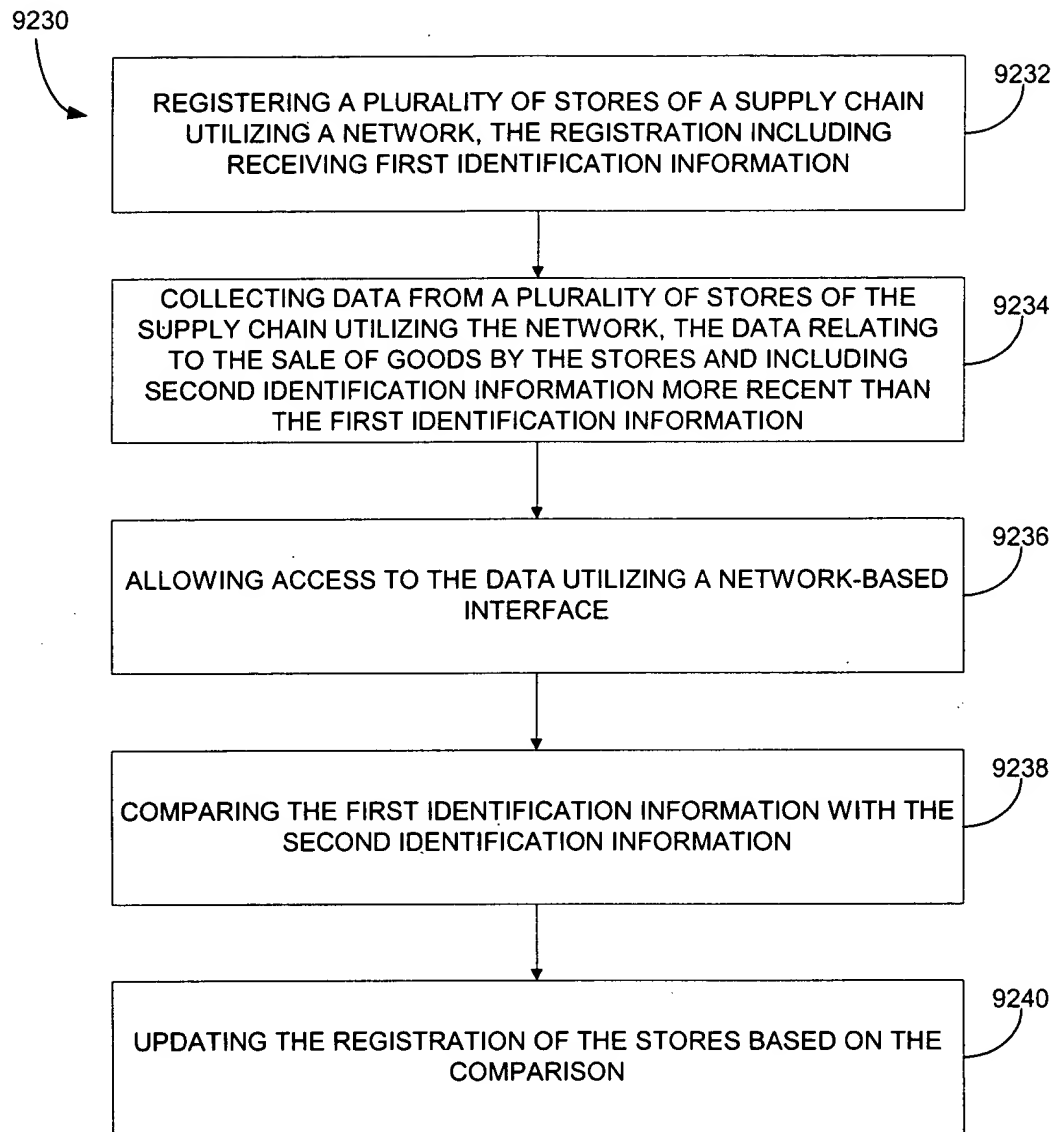 9230
9232
REGISTERING A PLURALITY OF STORES OF A SUPPLY CHAIN
UTILIZING A NETWORK, THE REGISTRATION INCLUDING
RECEIVING FIRST IDENTIFICATION INFORMATION
9234
COLLECTING DATA FROM A PLURALITY OF STORES OF THE
SUPPLY CHAIN UTILIZING THE NETWORK, THE DATA RELATING
TO THE SALE OF GOODS BY THE STORES AND INCLUDING
SECOND IDENTIFICATION INFORMATION MORE RECENT THAN
THE FIRST IDENTIFICATION INFORMATION
9236
ALLOWING ACCESS TO THE DATA UTILIZING A NETWORK-BASED
INTERFACE
9238
COMPARING THE FIRST IDENTIFICATION INFORMATION WITH THE
SECOND IDENTIFICATION INFORMATION
9240
UPDATING THE REGISTRATION OF THE STORES BASED ON THE
COMPARISON